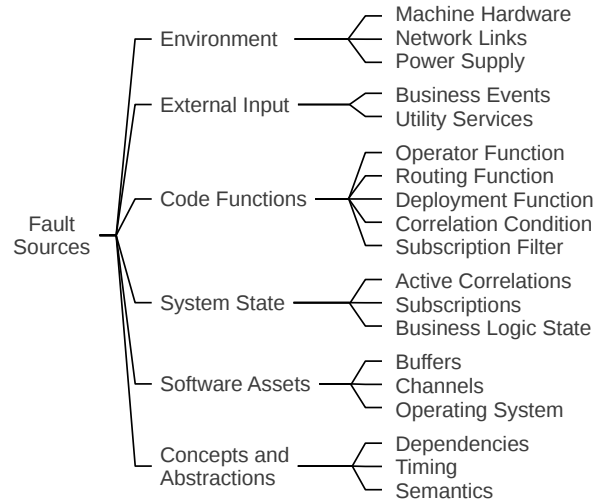 Fault
Sources
Environment
Machine Hardware
Network Links
Power Supply
External Input
Business Events
Utility Services
Code Functions
Operator Function
Routing Function
Deployment Function
Correlation Condition
Subscription Filter
System State
Active Correlations
Subscriptions
Business Logic State
Software Assets
Buffers
Channels
Operating System
Concepts and
Abstractions
Dependencies
Timing
Semantics